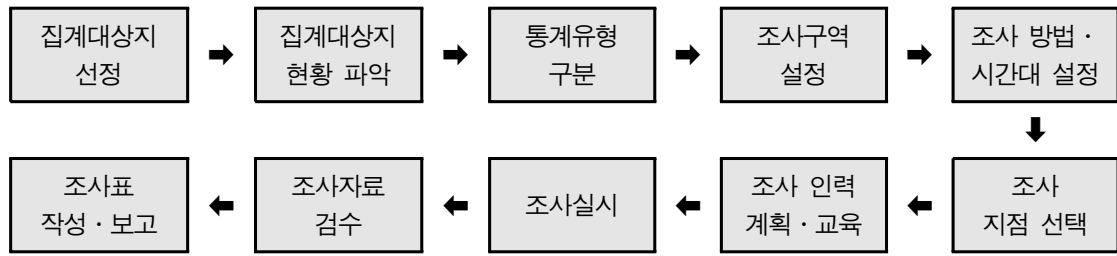 집계대상지
선정
집계대상지
현황 파악
통계유형
구분
조사구역
설정
조사 방법·
시간대 설정
조사
지점 선택
조사 인력
계획·교육
조사실시
조사자료
검수
조사표
작성·보고